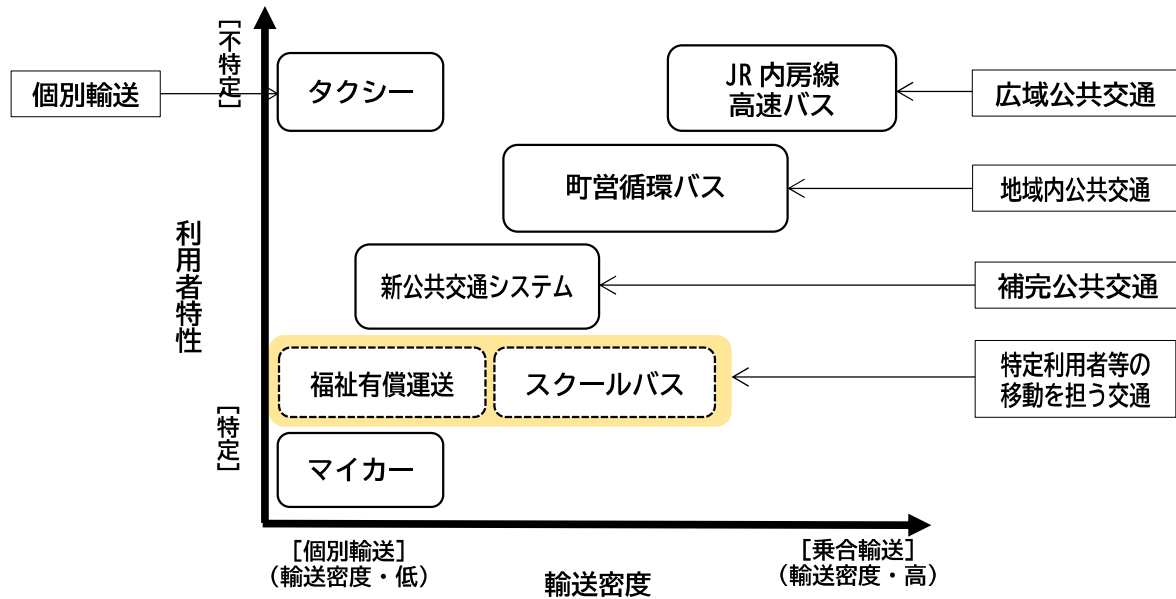 [不特定]
個別輸送
タクシー
JR 内房線
高速バス
広域公共交通
町営循環バス
地域内公共交通
利用者特性
新公共交通システム
補完公共交通
福祉有償運送
スクールバス
特定利用者等の
移動を担う交通
[特定]
マイカー
[個別輸送]
（輸送密度・低）
輸送密度
[乗合輸送]
（輸送密度・高）